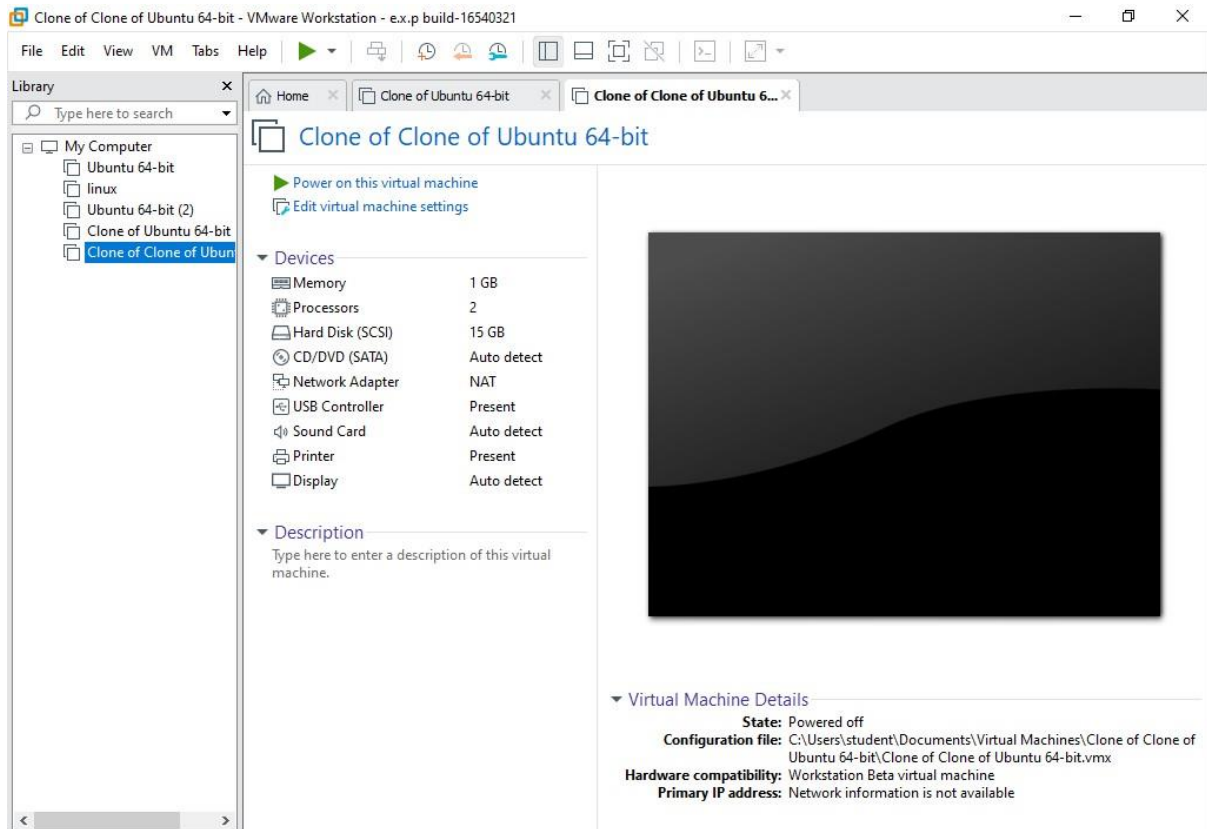 Clone of Clone of Ubuntu 64-bit - VMware Workstation - e.x.p build-16540321
File Edit View VM Tabs Help
Library
Type here to search
My Computer
Ubuntu 64-bit
linux
Ubuntu 64-bit (2)
Clone of Ubuntu 64-bit
Clone of Clone of Ubun
Home
Clone of Ubuntu 64-bit
Clone of Clone of Ubuntu 6...
Clone of Clone of Ubuntu 64-bit
Power on this virtual machine
Edit virtual machine settings
Devices
Memory 1 GB
Processors 2
Hard Disk (SCSI) 15 GB
CD/DVD (SATA) Auto detect
Network Adapter NAT
USB Controller Present
Sound Card Auto detect
Printer Present
Display Auto detect
Description
Type here to enter a description of this virtual
machine.
Virtual Machine Details
State: Powered off
Configuration file: C:\Users\student\Documents\Virtual Machines\Clone of Clone of
Ubuntu 64-bit\Clone of Clone of Ubuntu 64-bit.vmx
Hardware compatibility: Workstation Beta virtual machine
Primary IP address: Network information is not available